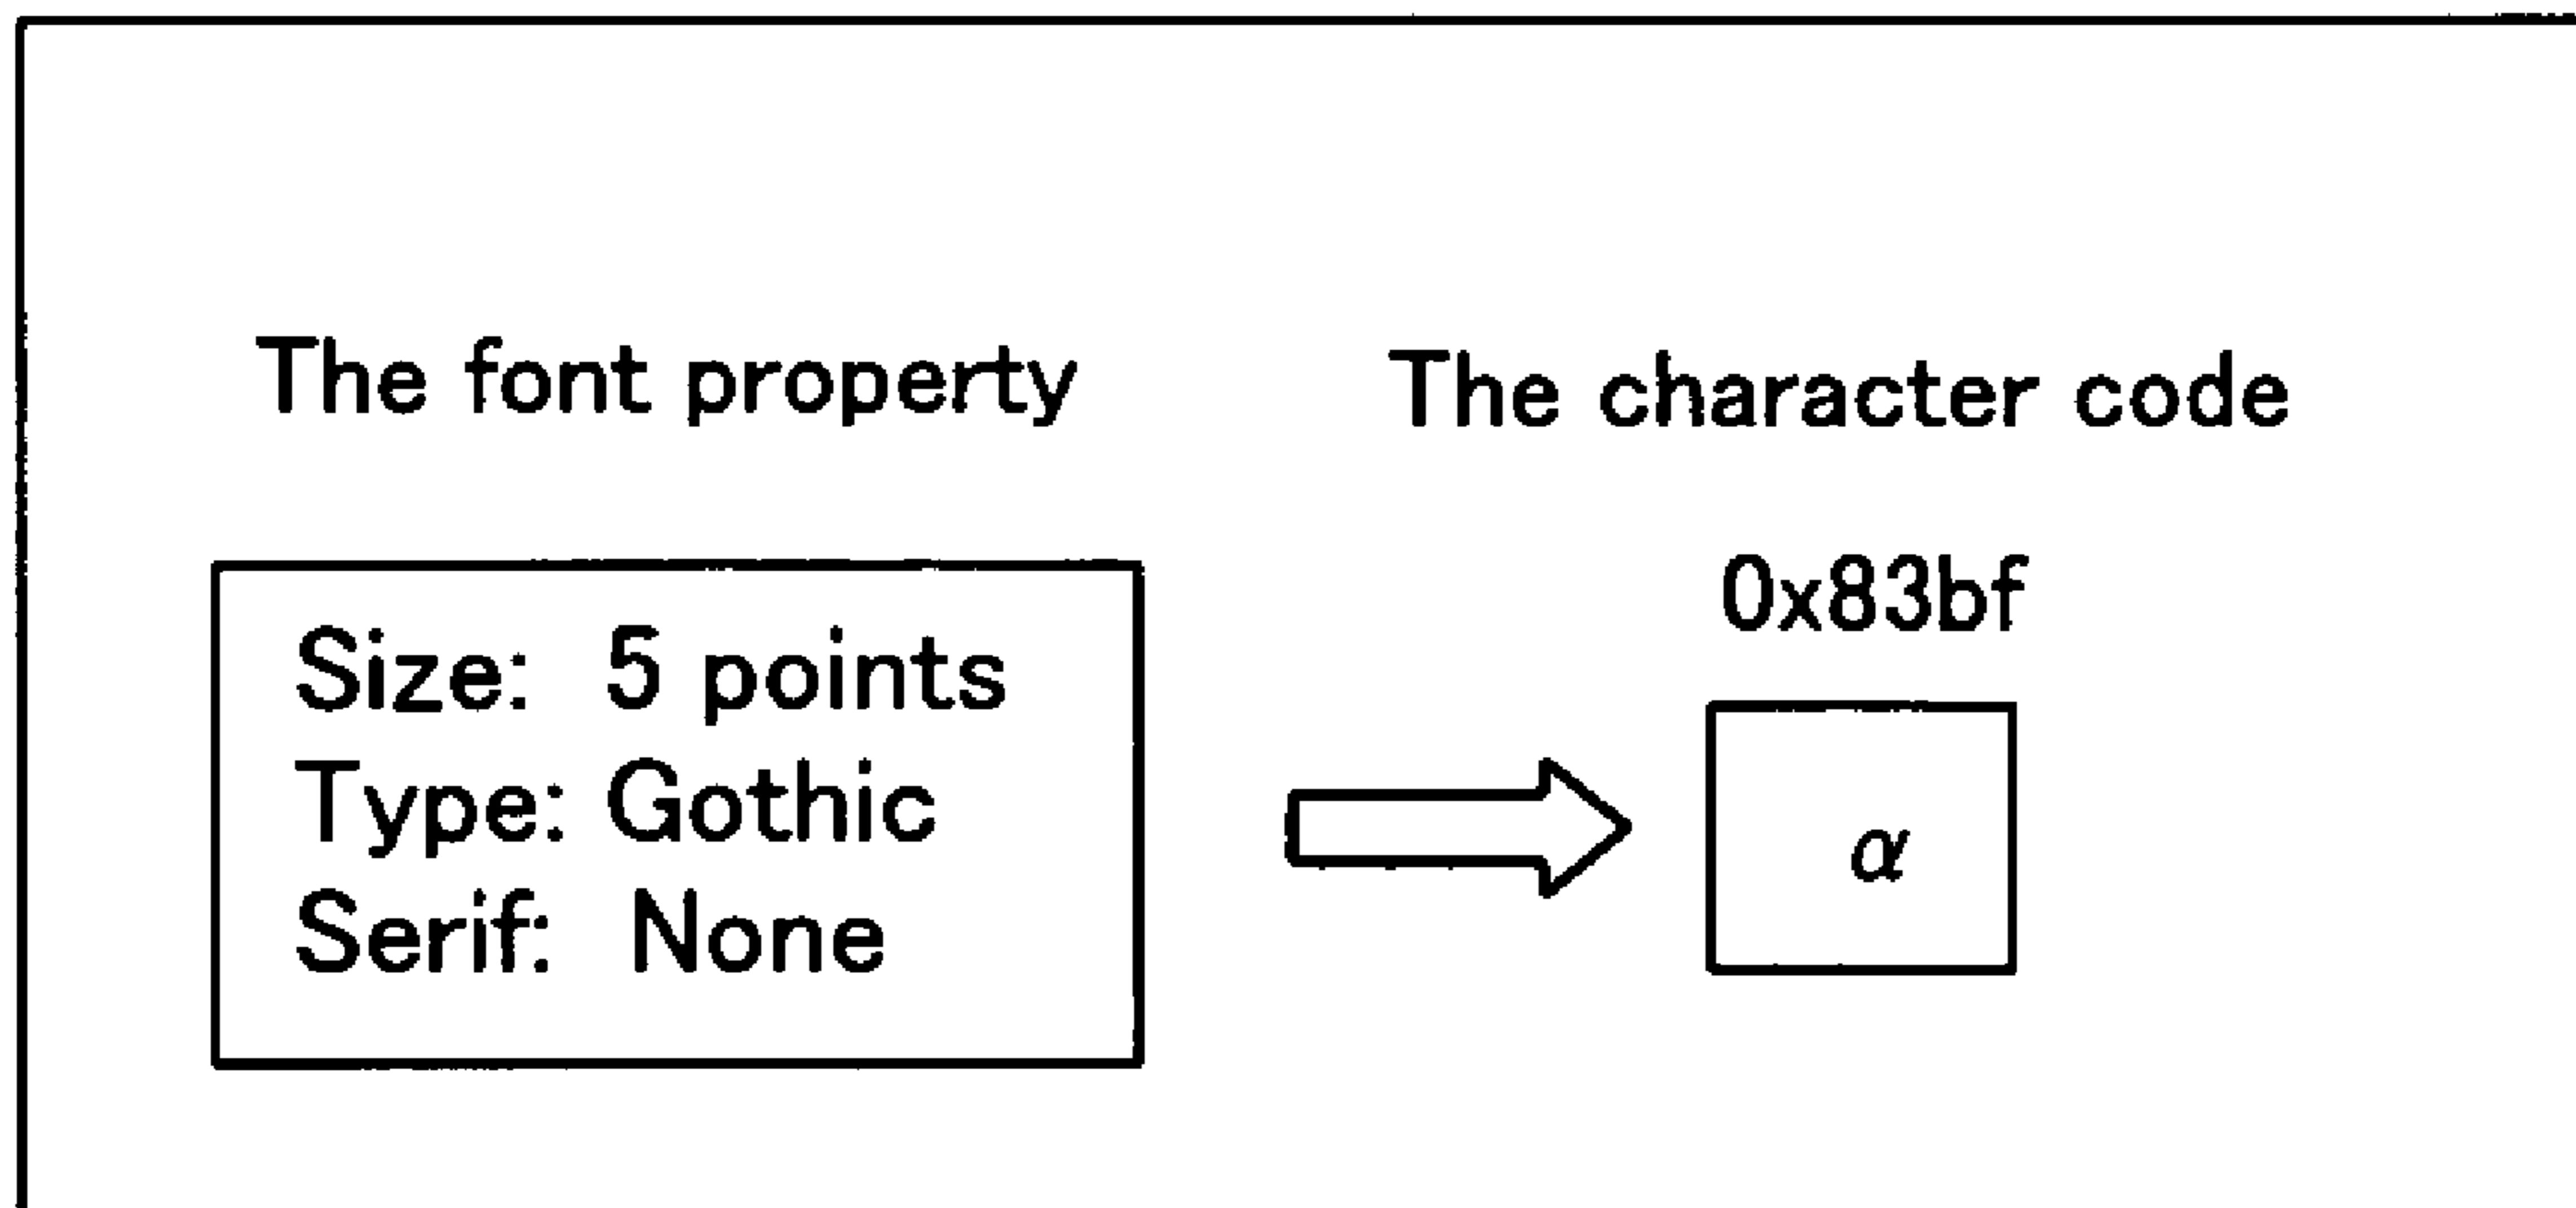 The font property
The character code
Size: 5 points
Type: Gothic
Serif: None
0x83bf
α